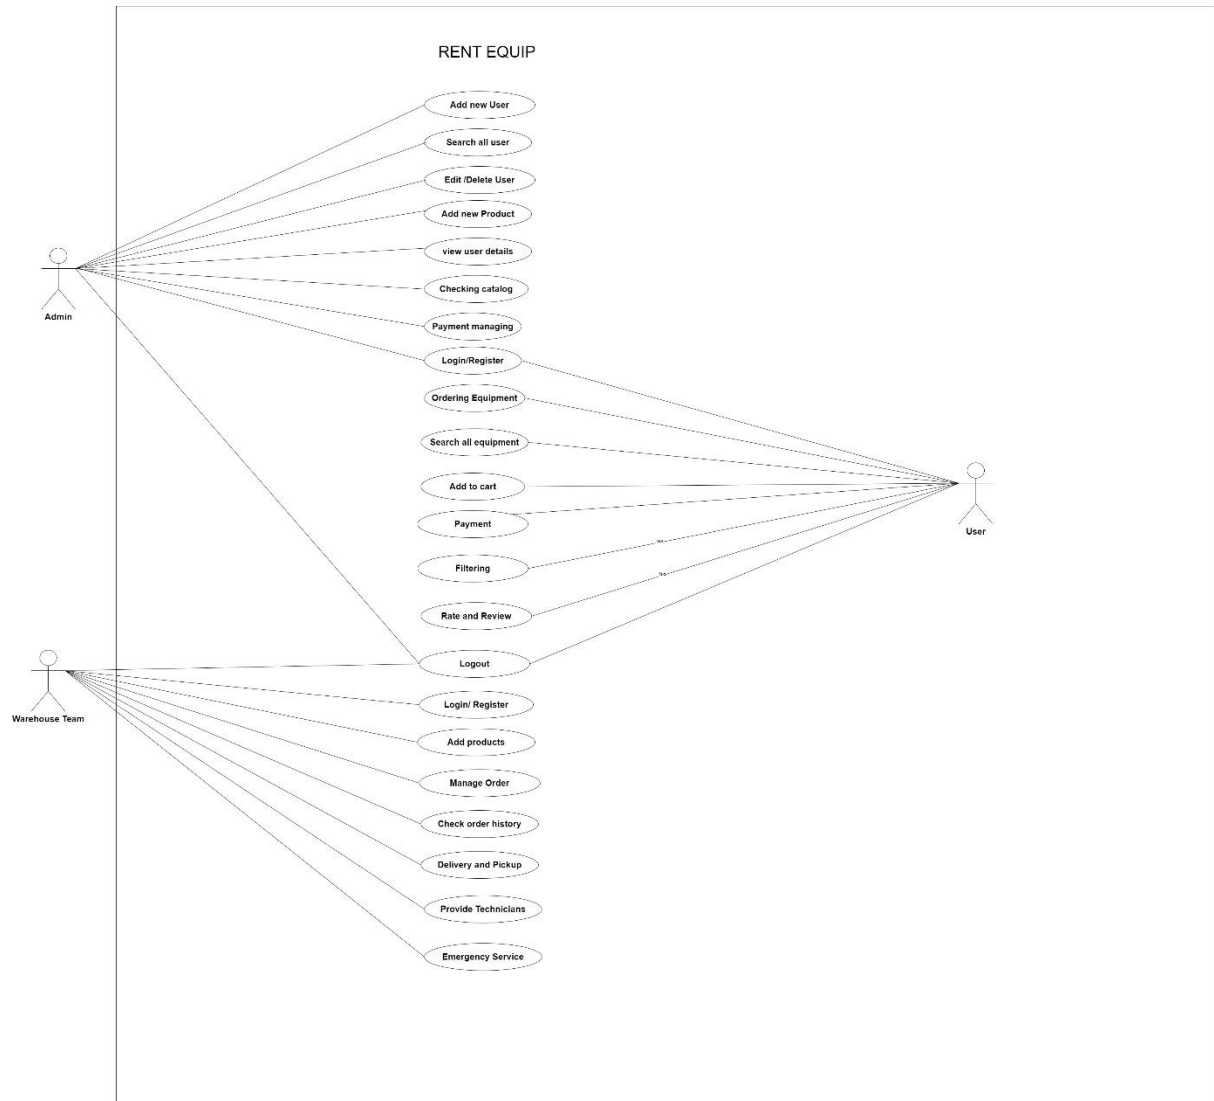 RENT EQUIP
Add new User
Search all user
Edit /Delete User
Add new Product
view user details
Checking catalog
Admin
Payment managing
Login/Register
Ordering Equipment
Search all equipment
Add to cart
Payment
User
Filtering
Rate and Review
Logout
Login/ Register
Warehouse Team
Add products
Manage Order
Check order history
Delivery and Pickup
Provide Technicians
Emergency Service